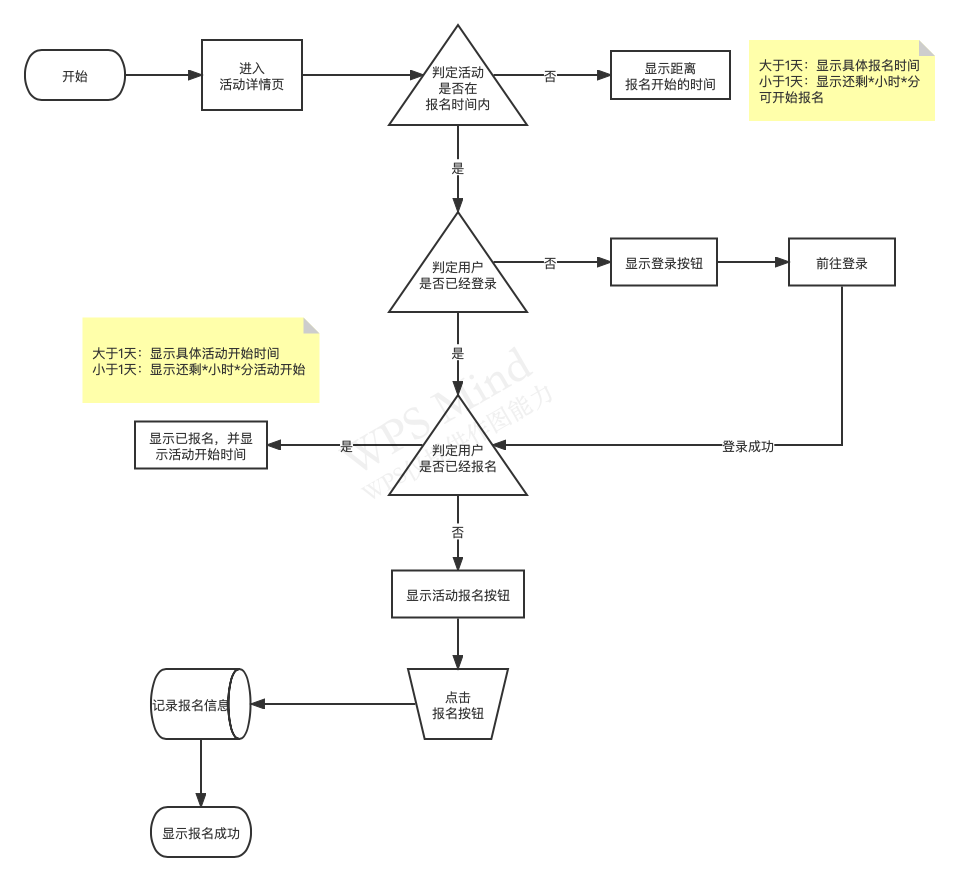 开始
进入
活动详情页
判定活动
是否在
报名时间内
否
显示距离
报名开始的时间
大于1天：显示具体报名时间
小于1天：显示还剩*小时*分
可开始报名
是
判定用户
是否已经登录
否
显示登录按钮
前往登录
大于1天：显示具体活动开始时间
小于1天：显示还剩*小时*分活动开始
是
WPS Mind
显示已报名，并显
示活动开始时间
是
判定用户
是否已经报名
登录成功
否
显示活动报名按钮
点击
报名按钮
记录报名信息
显示报名成功